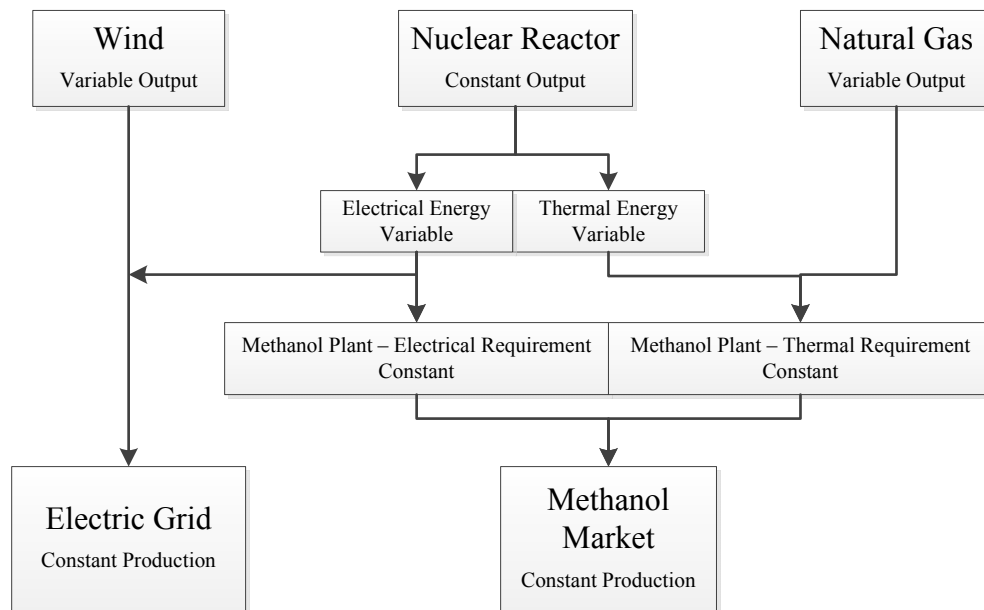 Wind
Variable Output
Nuclear Reactor
Constant Output
Natural Gas
Variable Output
Electrical Energy
Variable
Thermal Energy
Variable
Methanol Plant – Electrical Requirement
Constant
Methanol Plant – Thermal Requirement
Constant
Electric Grid
Constant Production
Methanol
Market
Constant Production